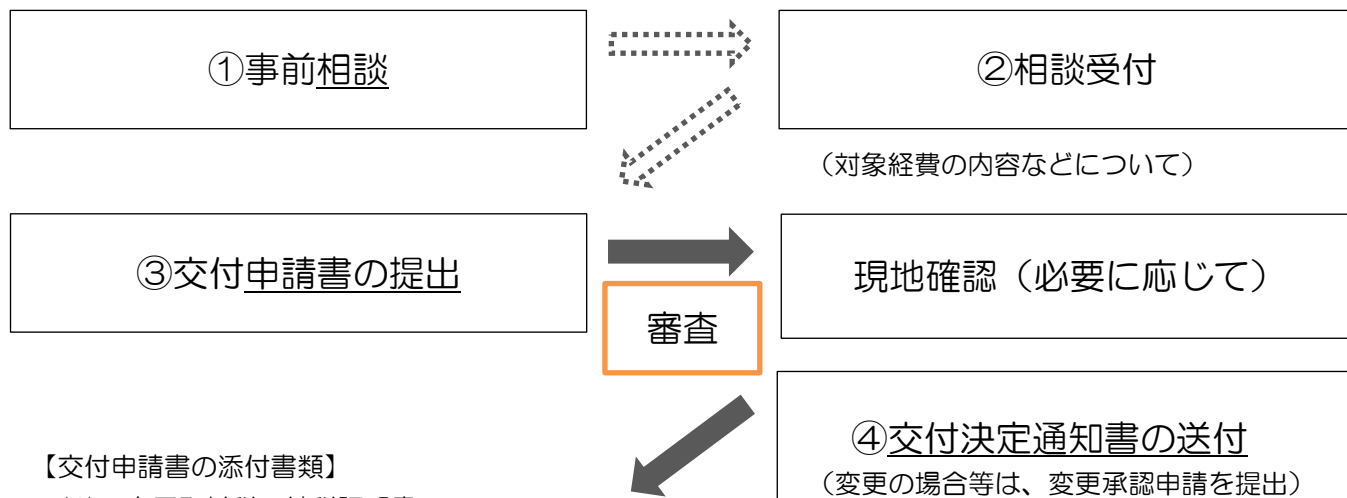 ①事前相談
②相談受付
（対象経費の内容などについて）
③交付申請書の提出
現地確認（必要に応じて）
審査
④交付決定通知書の送付
（変更の場合等は、変更承認申請を提出）
【交付申請書の添付書類】